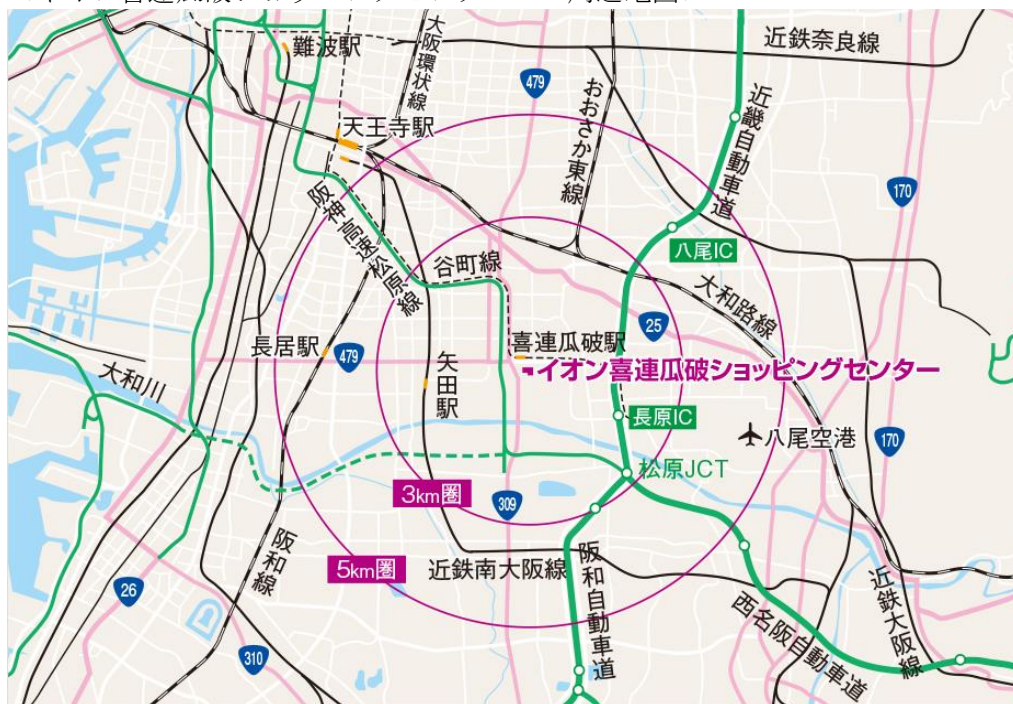 難波駅
近鉄奈良線
大阪環状線
479
おおさか東線
近畿自動車道
天王寺駅
170
阪神高速松原線
八尾IC
谷町線
大和路線
25
長居駅
479
喜連瓜破駅
イオン喜連瓜破ショッピングセンター
大和川
矢田駅
長原IC
八尾空港
170
松原JCT
3km圏
309
阪和線
5km圏
近鉄南大阪線
阪和自動車道
26
西名阪自動車道
近鉄大阪線
310